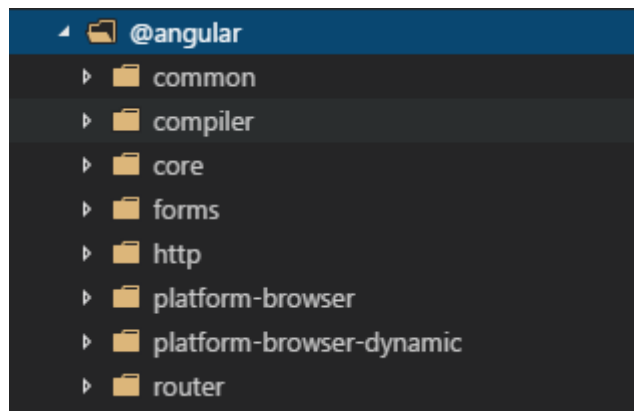 @angular
common
compiler
core
forms
http
platform-browser
platform-browser-dynamic
router